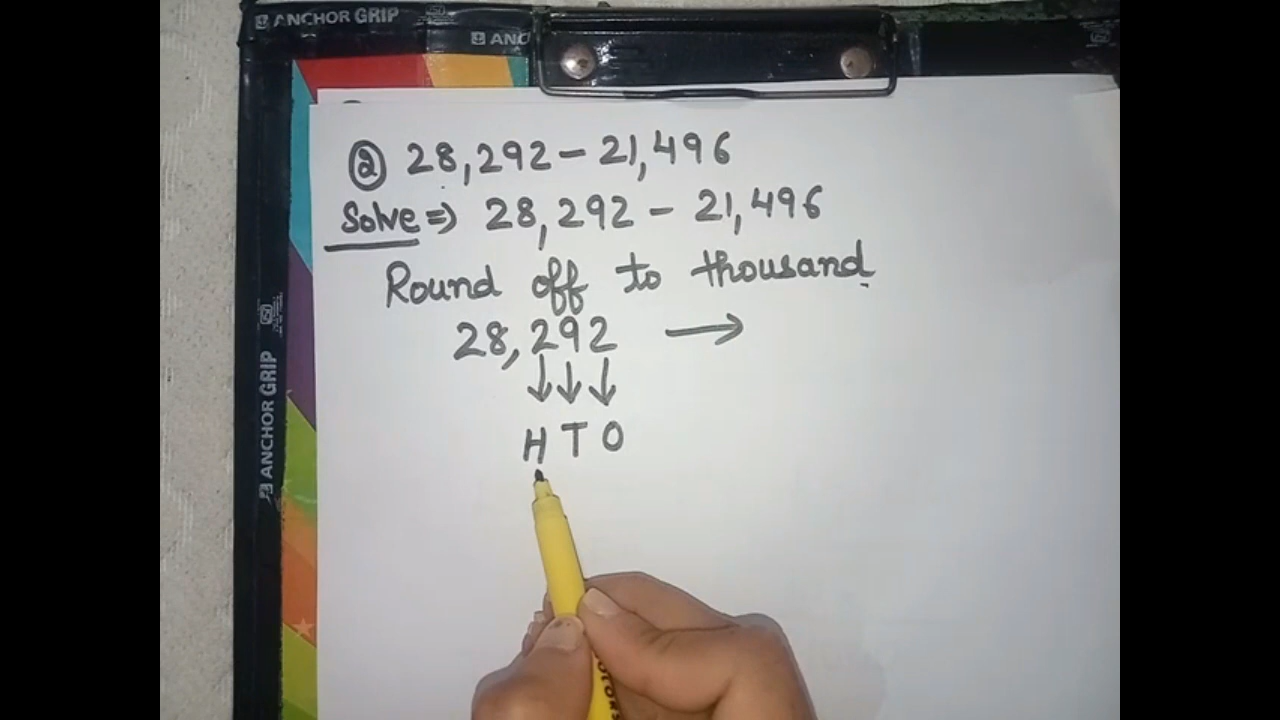 ANCHOR GRIP
ANC
② 28,292 – 21,496
Solve ⇒ 28,292 – 21,496
Round off to thousand.
28,292 ⟶
↓ ↓ ↓
H T O
ANCHOR GRIP